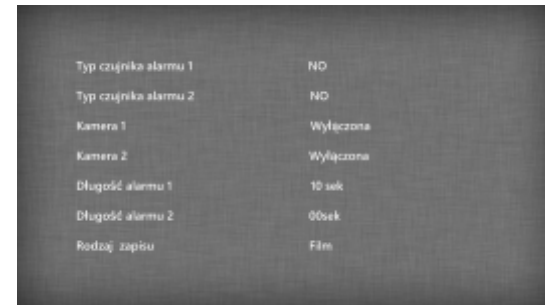 Typ czujnika alarmu 1 NO
Typ czujnika alarmu 2 NO
Kamera 1 Wyłączona
Kamera 2 Wyłączona
Długość alarmu 1 10 sek
Długość alarmu 2 00sek
Rodzaj zapisu Film